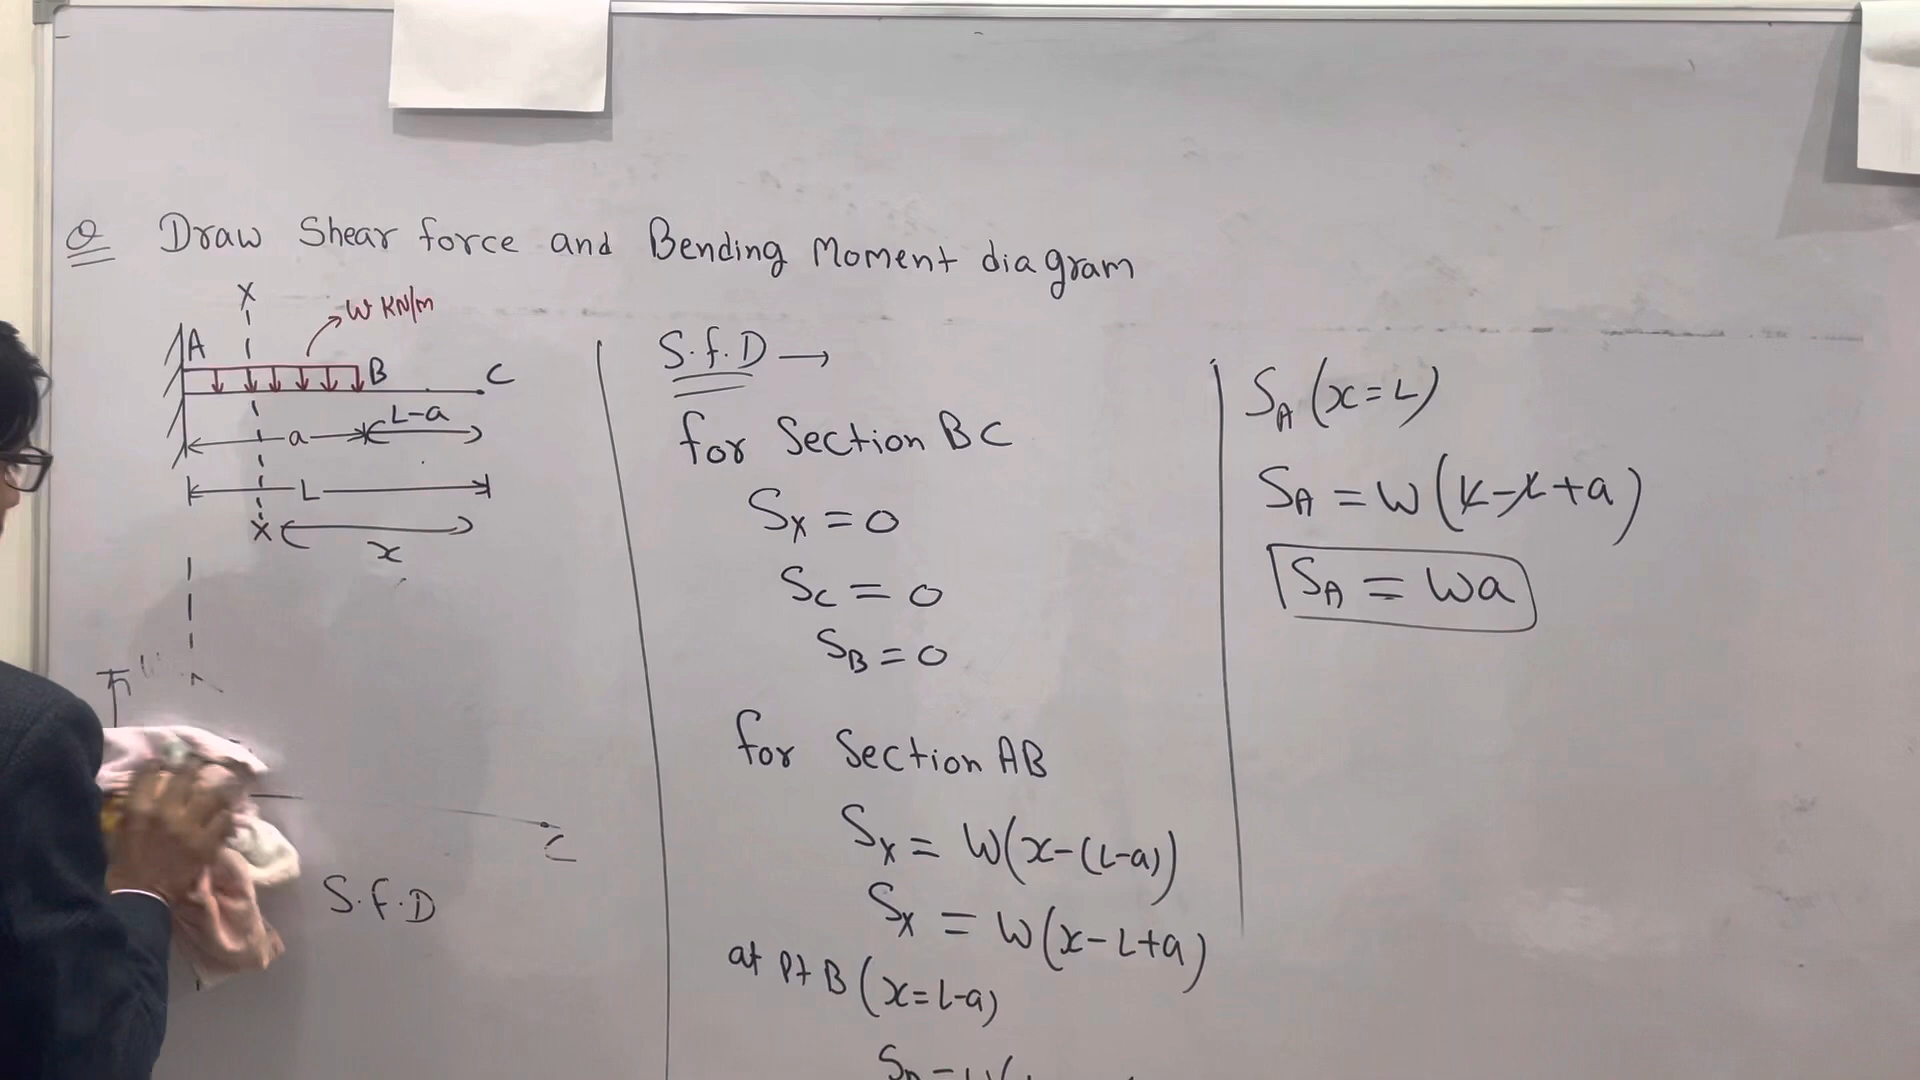 Q Draw Shear force and Bending Moment diagram
X
W KN/m
A
B
C
a
L-a
L
X
x
C
S.F.D
S.F.D →
for Section BC
Sx = 0
Sc = 0
SB = 0
for Section AB
Sx = W(x-(L-a))
Sx = W(x-L+a)
at Pt B (x=L-a)
SA (x=L)
SA = W(L-L+a)
SA = Wa